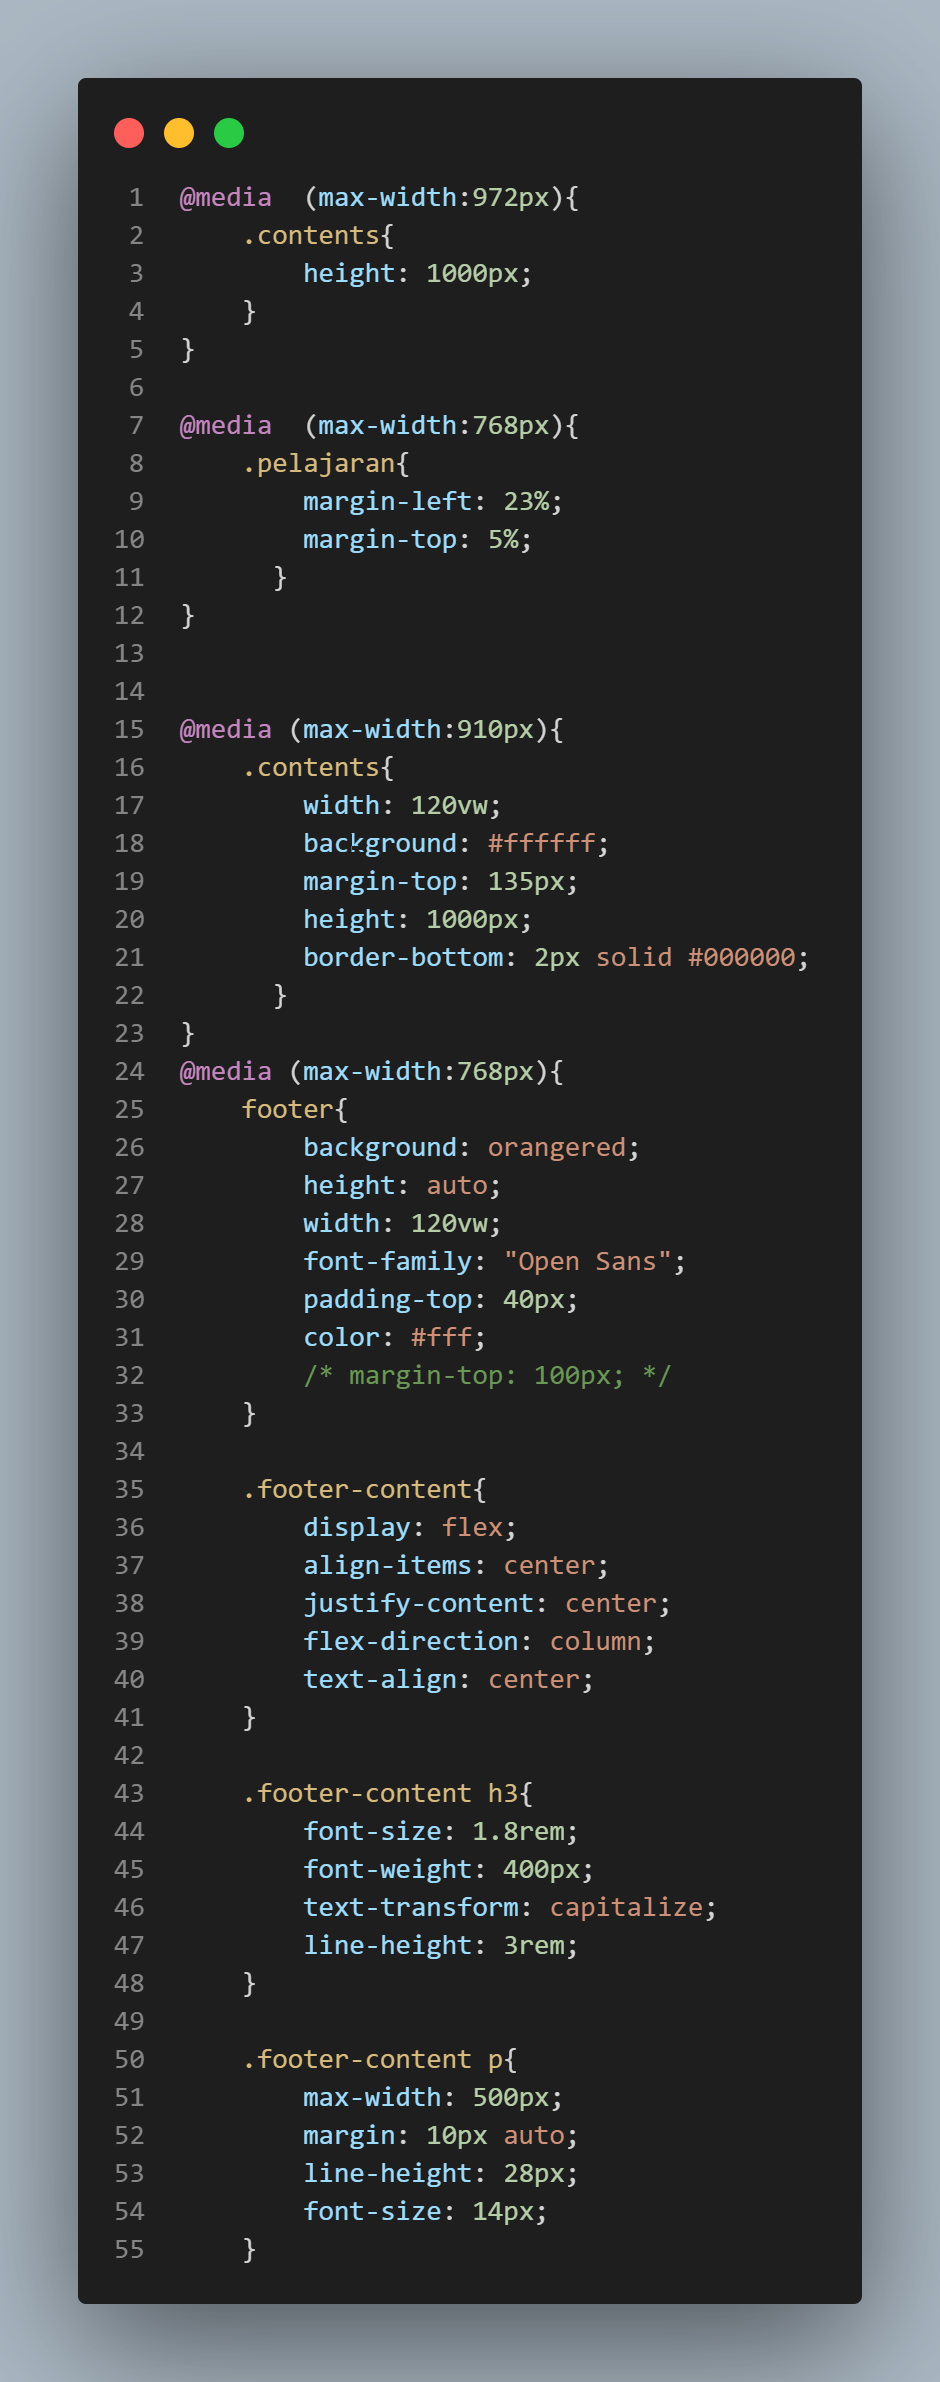 1 @media  (max-width:972px){
2     .contents{
3         height: 1000px;
4     }
5 }
6
7 @media  (max-width:768px){
8     .pelajaran{
9         margin-left: 23%;
10         margin-top: 5%;
11       }
12 }
13
14
15 @media (max-width:910px){
16     .contents{
17         width: 120vw;
18         background: #ffffff;
19         margin-top: 135px;
20         height: 1000px;
21         border-bottom: 2px solid #000000;
22       }
23 }
24 @media (max-width:768px){
25     footer{
26         background: orangered;
27         height: auto;
28         width: 120vw;
29         font-family: "Open Sans";
30         padding-top: 40px;
31         color: #fff;
32         /* margin-top: 100px; */
33     }
34
35     .footer-content{
36         display: flex;
37         align-items: center;
38         justify-content: center;
39         flex-direction: column;
40         text-align: center;
41     }
42
43     .footer-content h3{
44         font-size: 1.8rem;
45         font-weight: 400px;
46         text-transform: capitalize;
47         line-height: 3rem;
48     }
49
50     .footer-content p{
51         max-width: 500px;
52         margin: 10px auto;
53         line-height: 28px;
54         font-size: 14px;
55     }